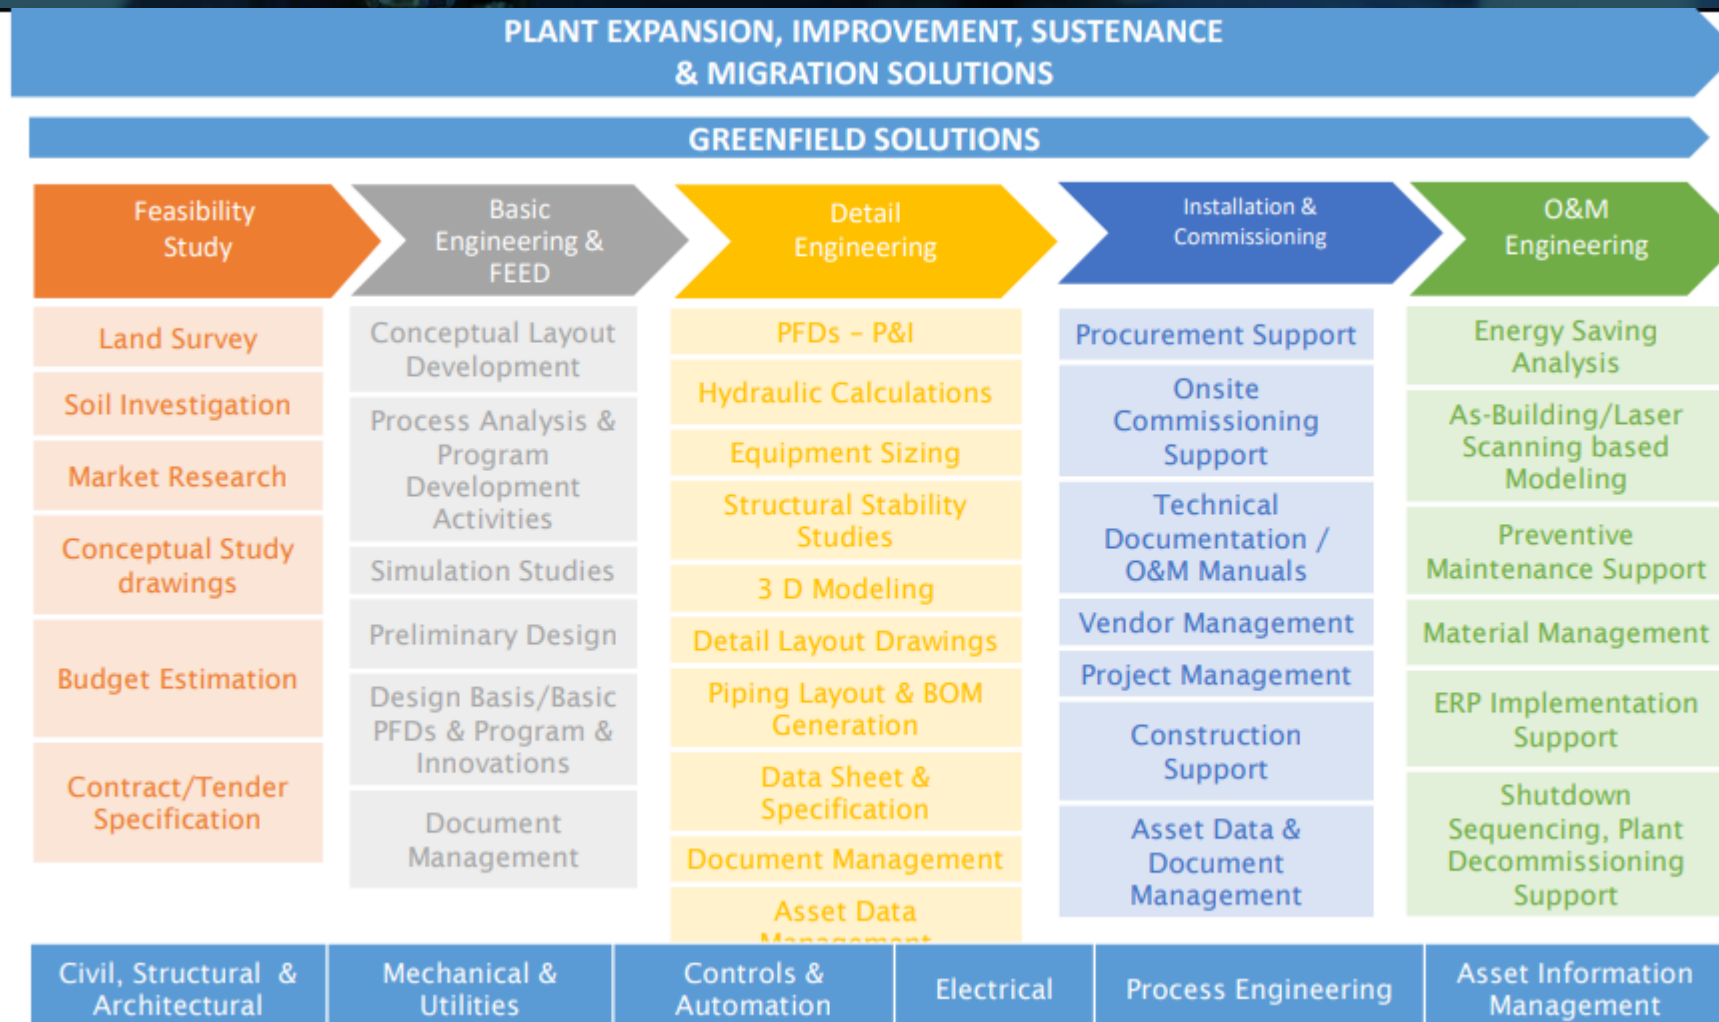 PLANT EXPANSION, IMPROVEMENT, SUSTENANCE
& MIGRATION SOLUTIONS
GREENFIELD SOLUTIONS
Feasibility
Study
Land Survey
Soil Investigation
Market Research
Conceptual Study
drawings
Budget Estimation
Contract/Tender
Specification
Basic
Engineering &
FEED
Conceptual Layout
Development
Process Analysis &
Program
Development
Activities
Simulation Studies
Preliminary Design
Design Basis/Basic
PFDs & Program &
Innovations
Document
Management
Detail
Engineering
PFDs – P&I
Hydraulic Calculations
Equipment Sizing
Structural Stability
Studies
3 D Modeling
Detail Layout Drawings
Piping Layout & BOM
Generation
Data Sheet &
Specification
Document Management
Asset Data
Management
Installation &
Commissioning
Procurement Support
Onsite
Commissioning
Support
Technical
Documentation /
O&M Manuals
Vendor Management
Project Management
Construction
Support
Asset Data &
Document
Management
O&M
Engineering
Energy Saving
Analysis
As-Building/Laser
Scanning based
Modeling
Preventive
Maintenance Support
Material Management
ERP Implementation
Support
Shutdown
Sequencing, Plant
Decommissioning
Support
Civil, Structural &
Architectural
Mechanical &
Utilities
Controls &
Automation
Electrical
Process Engineering
Asset Information
Management